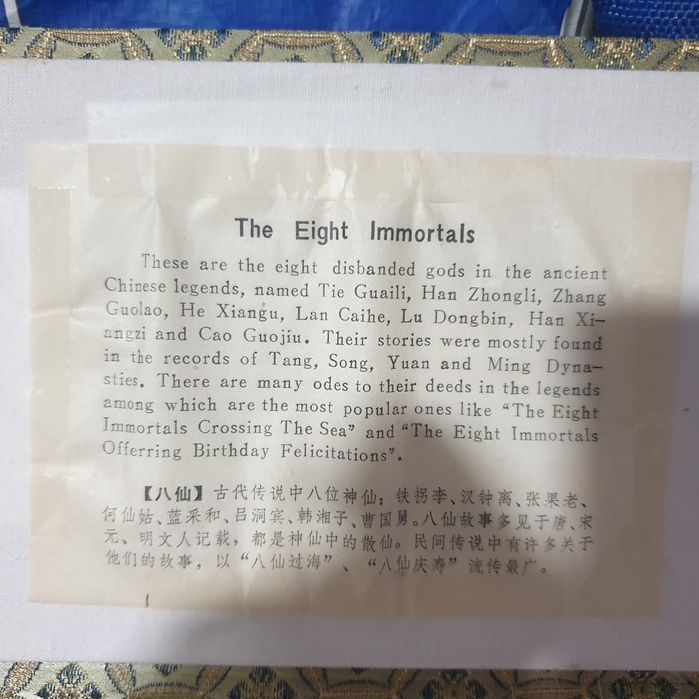 The Eight Immortals
These are the eight disbanded gods in the ancient
Chinese legends, named Tie Guaili, Han Zhongli, Zhang
Guolao, He Xiangu, Lan Caihe, Lu Dongbin, Han Xi-
angzi and Cao Guojiu. Their stories were mostly found
in the records of Tang, Song, Yuan and Ming Dyna-
sties. There are many odes to their deeds in the legends
among which are the most popular ones like “The Eight
Immortals Crossing The Sea” and “The Eight Immortals
Offerring Birthday Felicitations”.
【八仙】古代传说中八位神仙：铁拐李、汉钟离、张果老、
何仙姑、蓝采和、吕洞宾、韩湘子、曹国舅。八仙故事多见于唐、宋
元、明文人记载，都是神仙中的散仙。民间传说中有许多关于
他们的故事，以“八仙过海”、“八仙庆寿”流传最广。